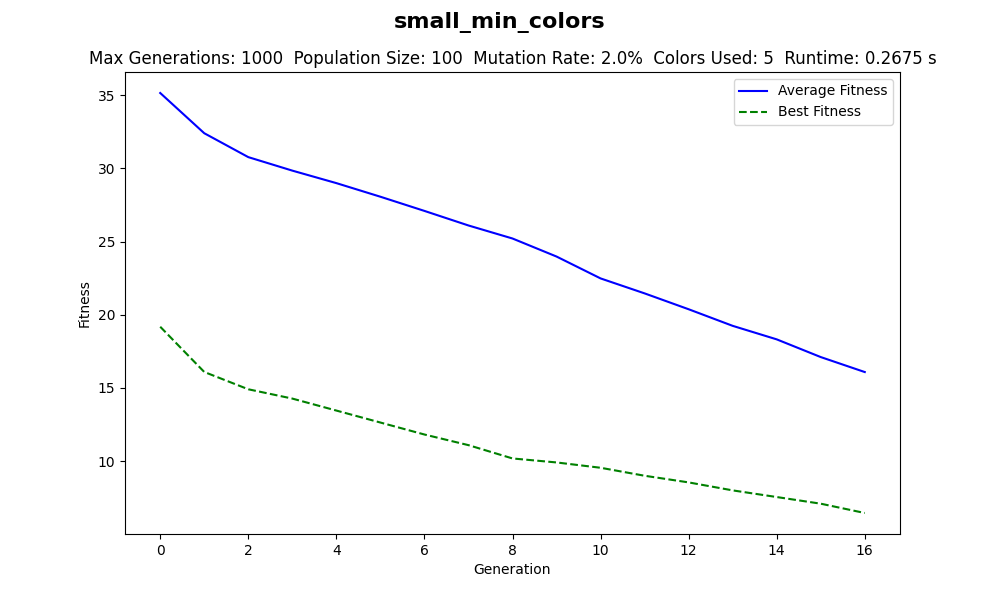 small_min_colors
Max Generations: 1000  Population Size: 100  Mutation Rate: 2.0%  Colors Used: 5  Runtime: 0.2675 s
Average Fitness
Best Fitness
35
30
25
20
15
10
Fitness
0 2 4 6 8 10 12 14 16
Generation